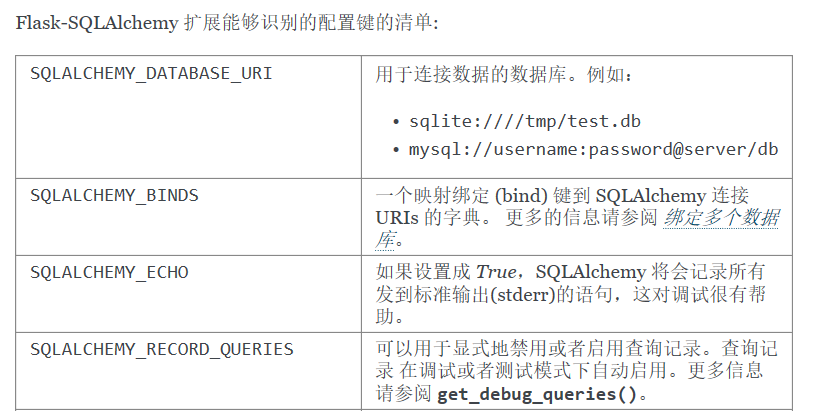 Flask-SQLAlchemy 扩展能够识别的配置键的清单:
SQLALCHEMY_DATABASE_URI
用于连接数据的数据库。例如：
• sqlite:////tmp/test.db
• mysql://username:password@server/db
SQLALCHEMY_BINDS
一个映射绑定 (bind) 键到 SQLAlchemy 连接
URIs 的字典。 更多的信息请参阅 绑定多个数据
库。
SQLALCHEMY_ECHO
如果设置成 True，SQLAlchemy 将会记录所有
发到标准输出(stderr)的语句，这对调试很有帮
助。
SQLALCHEMY_RECORD_QUERIES
可以用于显式地禁用或者启用查询记录。查询记
录 在调试或者测试模式下自动启用。更多信息
请参阅 get_debug_queries()。